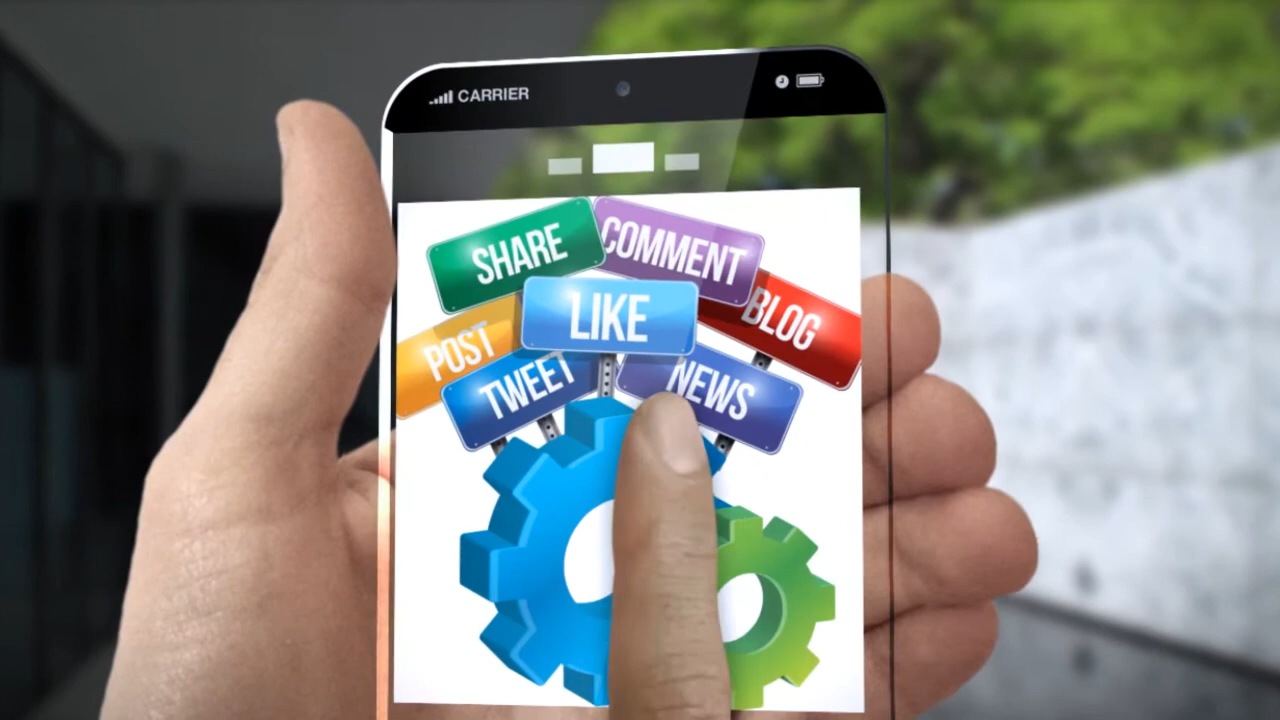 CARRIER
SHARE
COMMENT
LIKE
BLOG
POST
TWEET
NEWS